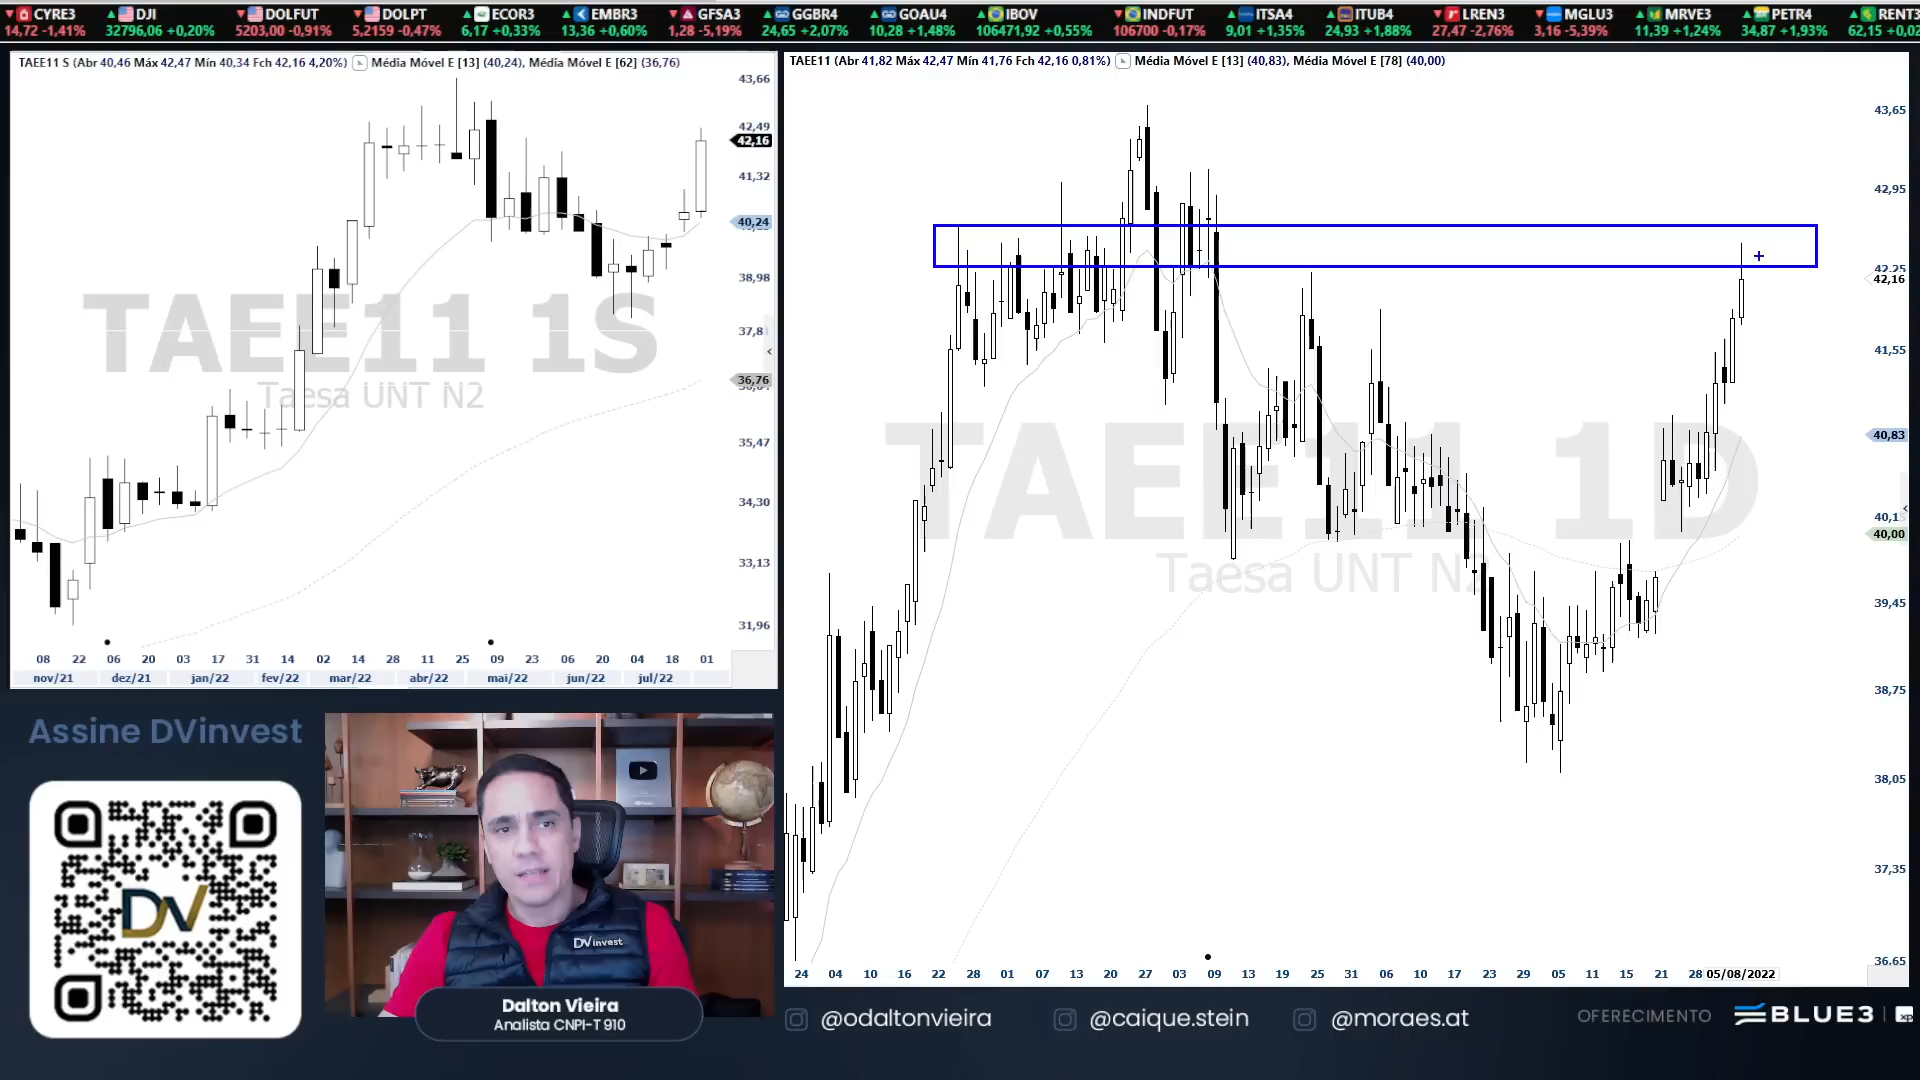 CYRE3 DJI DOLFUT DOLPT ECOR3 EMBR3 GFSA3 GGBR4 GOAU4 IBOV INDFUT ITSA4 ITUB4 LREN3 MGLU3 MRVE3 PETR4 RENT3
14,72 -1,41% 32796,06 +0,20% 5203,00 -0,91% 5,2159 -0,47% 6,17 +0,33% 13,36 +0,60% 1,28 -5,19% 24,65 +2,07% 10,28 +1,48% 106471,92 +0,55% 106700 -0,17% 9,01 +1,35% 24,93 +1,88% 27,47 -2,76% 3,16 -5,39% 11,39 +1,24% 34,87 +1,93% 62,15 +0,02
TAEE11 S (Abr 40,46 Máx 42,47 Mín 40,34 Fch 42,16 4,20%) Média Móvel E [13] (40,24), Média Móvel E [62] (36,76)
43,66
42,49
42,16
41,32
40,24
38,98
37,81
36,76
35,47
34,30
33,13
31,96
TAEE11 1S
Taesa UNT N2
08 22 06 20 03 17 31 14 02 14 28 11 25 09 23 06 20 04 18 01
nov/21 dez/21 jan/22 fev/22 mar/22 abr/22 mai/22 jun/22 jul/22
TAEE11 (Abr 41,82 Máx 42,47 Mín 41,76 Fch 42,16 0,81%) Média Móvel E [13] (40,83), Média Móvel E [78] (40,00)
43,65
42,95
42,25
42,16
41,55
40,83
40,1
40,00
39,45
38,75
38,05
37,35
36,65
TAEE11 1D
Taesa UNT N2
24 04 10 16 22 28 01 07 13 20 27 03 09 13 19 25 31 06 10 17 23 29 05 11 15 21 28 05/08/2022
Assine DVinvest
DV
DVinvest
Dalton Vieira
Analista CNPI-T 910
@odaltonvieira @caique.stein @moraes.at
OFERECIMENTO BLUE3 xp